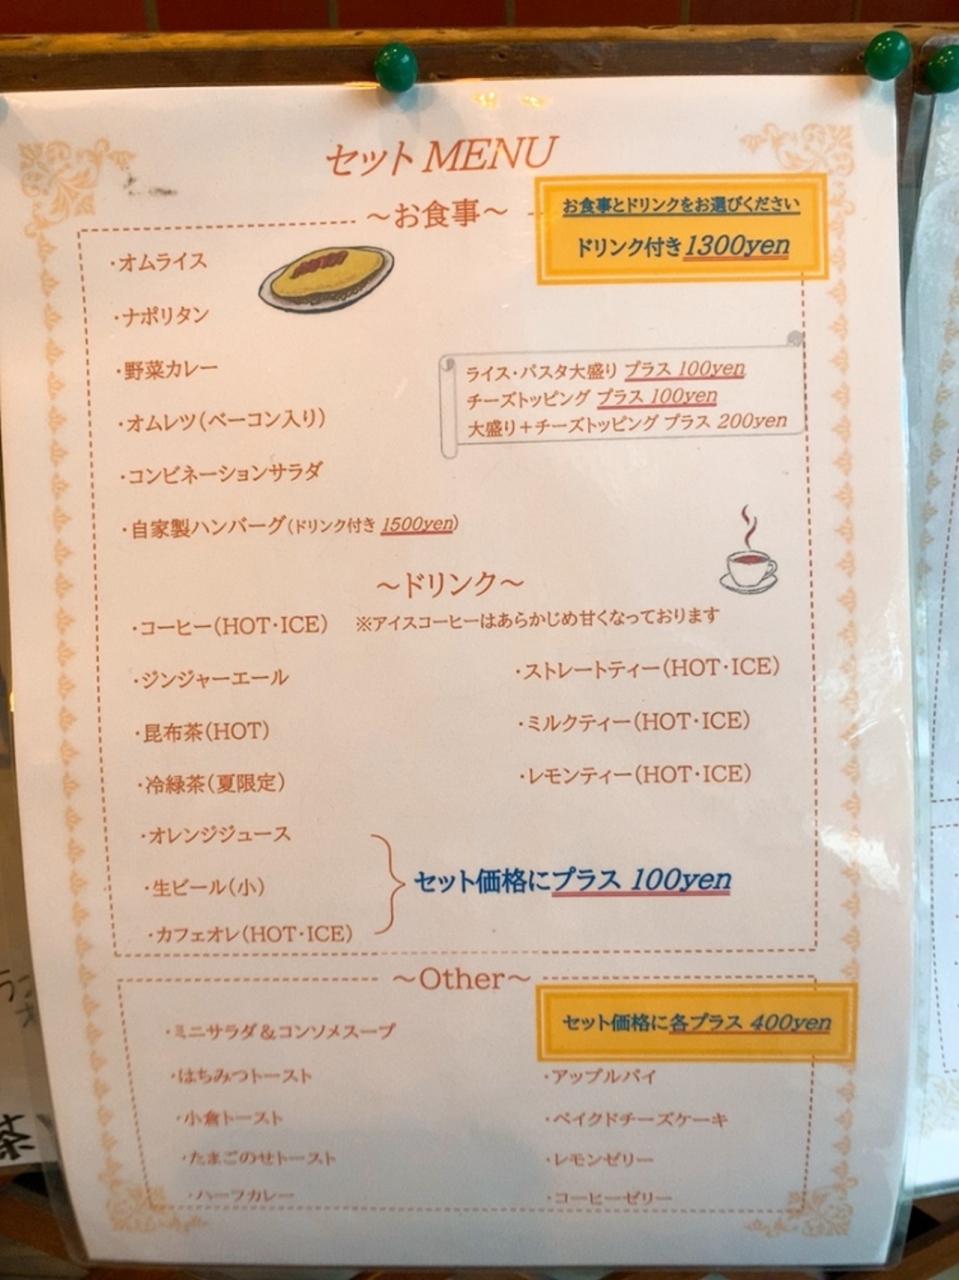 セット MENU
～お食事～
お食事とドリンクをお選びください
ドリンク付き1300yen
・オムライス
・ナポリタン
・野菜カレー
・オムレツ(ベーコン入り)
・コンビネーションサラダ
・自家製ハンバーグ(ドリンク付き 1500yen)
ライス・パスタ大盛り プラス 100yen
チーズトッピング プラス 100yen
大盛り＋チーズトッピング プラス 200yen
～ドリンク～
・コーヒー(HOT・ICE) ※アイスコーヒーはあらかじめ甘くなっております
・ジンジャーエール
・昆布茶(HOT)
・冷緑茶(夏限定)
・オレンジジュース
・生ビール(小)
・カフェオレ(HOT・ICE)
・ストレートティー(HOT・ICE)
・ミルクティー(HOT・ICE)
・レモンティー(HOT・ICE)
セット価格にプラス 100yen
～Other～
セット価格に各プラス 400yen
・ミニサラダ＆コンソメスープ
・はちみつトースト
・小倉トースト
・たまごのせトースト
・ハーフカレー
・アップルパイ
・ベイクドチーズケーキ
・レモンゼリー
・コーヒーゼリー
茶